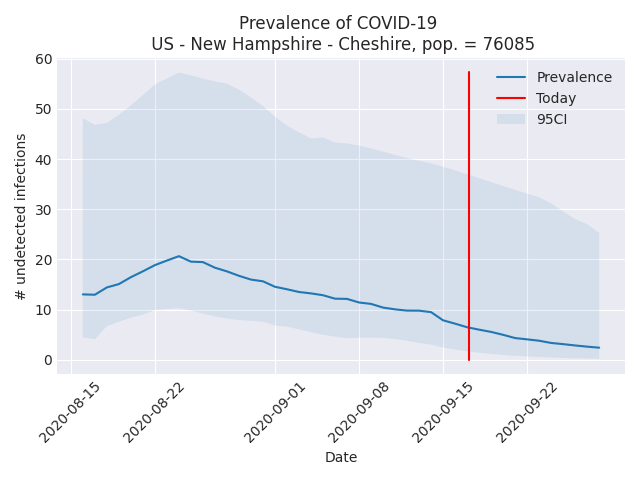 Prevalence of COVID-19
US - New Hampshire - Cheshire, pop. = 76085
60
50
40
30
20
10
0
# undetected infections
Prevalence
Today
95CI
2020-08-15
2020-08-22
2020-09-01
2020-09-08
2020-09-15
2020-09-22
Date